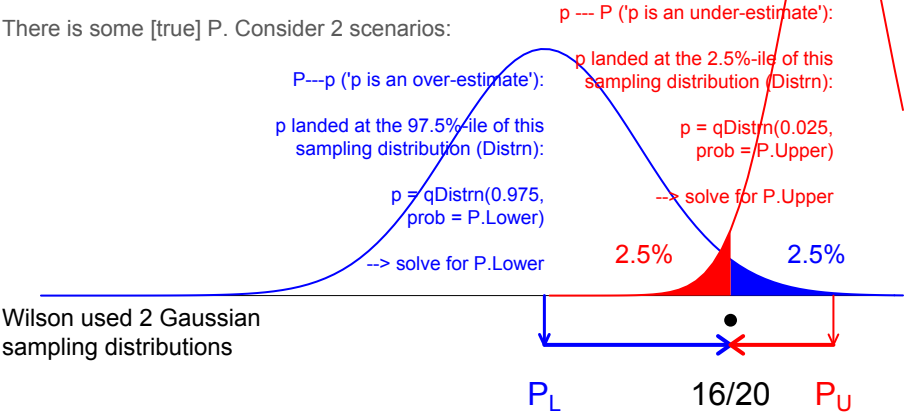 There is some [true] P. Consider 2 scenarios:
p --- P ('p is an under-estimate'):
p landed at the 2.5%-ile of this
sampling distribution (Distrn):
p = qDistrn(0.025,
prob = P.Upper)
--> solve for P.Upper
P---p ('p is an over-estimate'):
p landed at the 97.5%-ile of this
sampling distribution (Distrn):
p = qDistrn(0.975,
prob = P.Lower)
--> solve for P.Lower
2.5%
2.5%
Wilson used 2 Gaussian
sampling distributions
PL
16/20
PU